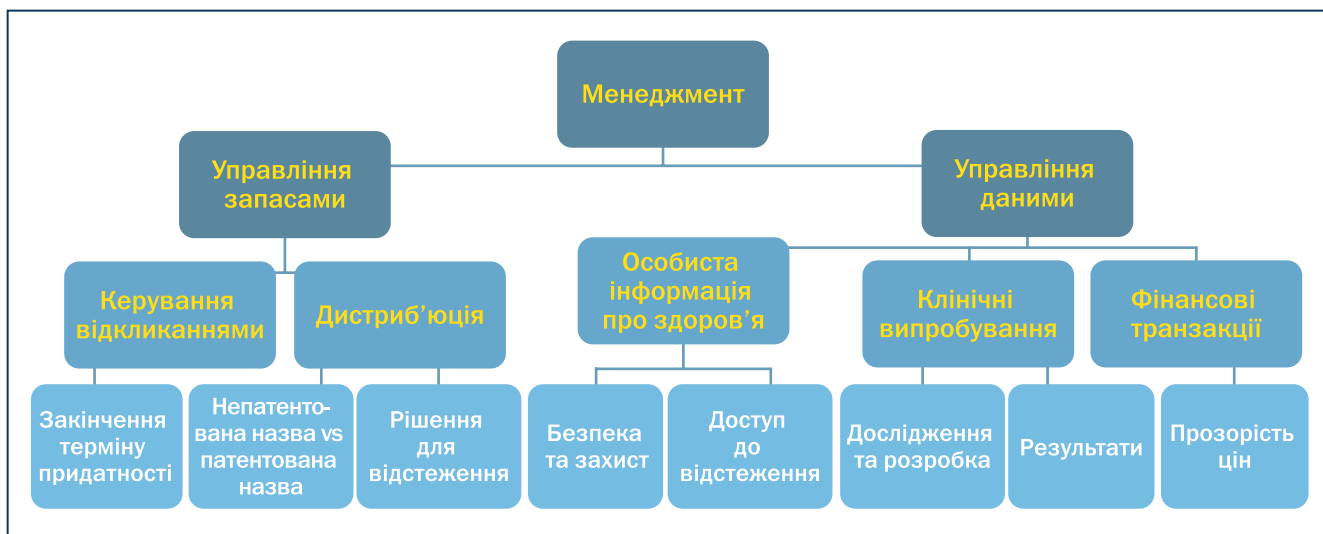 Менеджмент
Управління
запасами
Управління
даними
Керування
відкликаннями
Дистриб’юція
Особиста
інформація
про здоров’я
Клінічні
випробування
Фінансові
транзакції
Закінчення
терміну
придатності
Непатенто-
вана назва vs
патентована
назва
Рішення
для
відстеження
Безпека
та захист
Доступ
до
відстеження
Дослідження
та розробка
Результати
Прозорість
цін